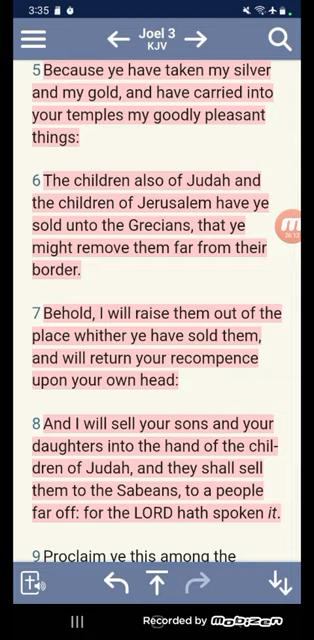 3:35
Joel 3
KJV
5 Because ye have taken my silver
and my gold, and have carried into
your temples my goodly pleasant
things:
6 The children also of Judah and
the children of Jerusalem have ye
sold unto the Grecians, that ye
might remove them far from their
border.
7 Behold, I will raise them out of the
place whither ye have sold them,
and will return your recompence
upon your own head:
8 And I will sell your sons and your
daughters into the hand of the chil-
dren of Judah, and they shall sell
them to the Sabeans, to a people
far off: for the LORD hath spoken it.
9 Proclaim ye this among the
Recorded by mobizen